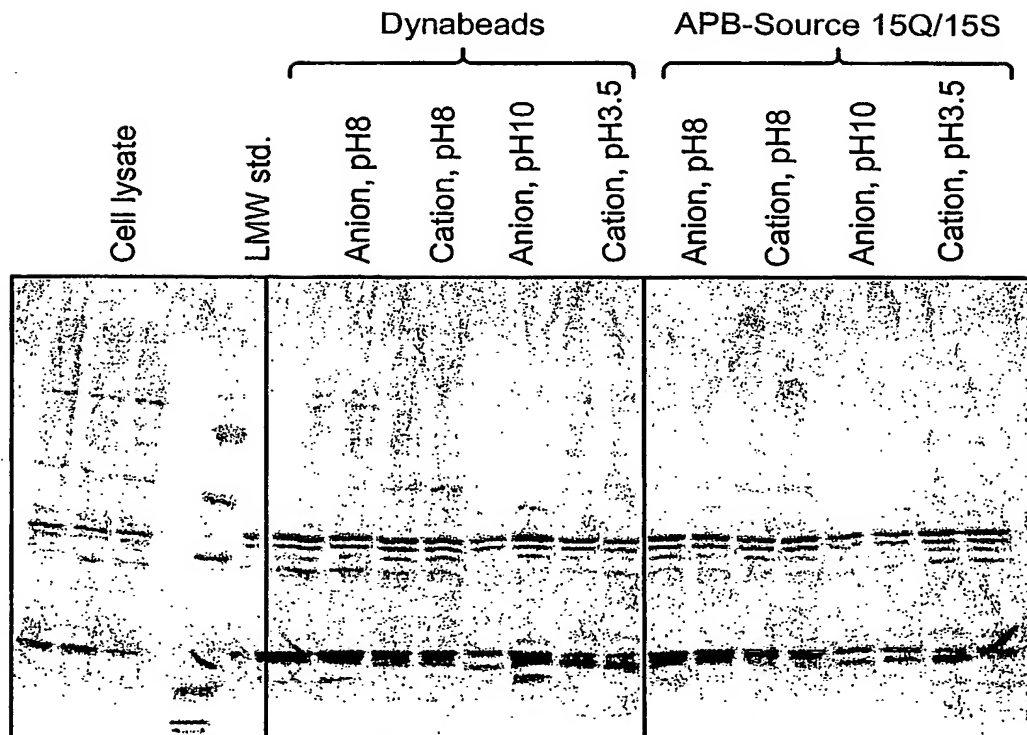 Dynabeads
APB-Source 15Q/15S
Cell lysate
LMW std.
Anion, pH8
Cation, pH8
Anion, pH10
Cation, pH3.5
Anion, pH8
Cation, pH8
Anion, pH10
Cation, pH3.5